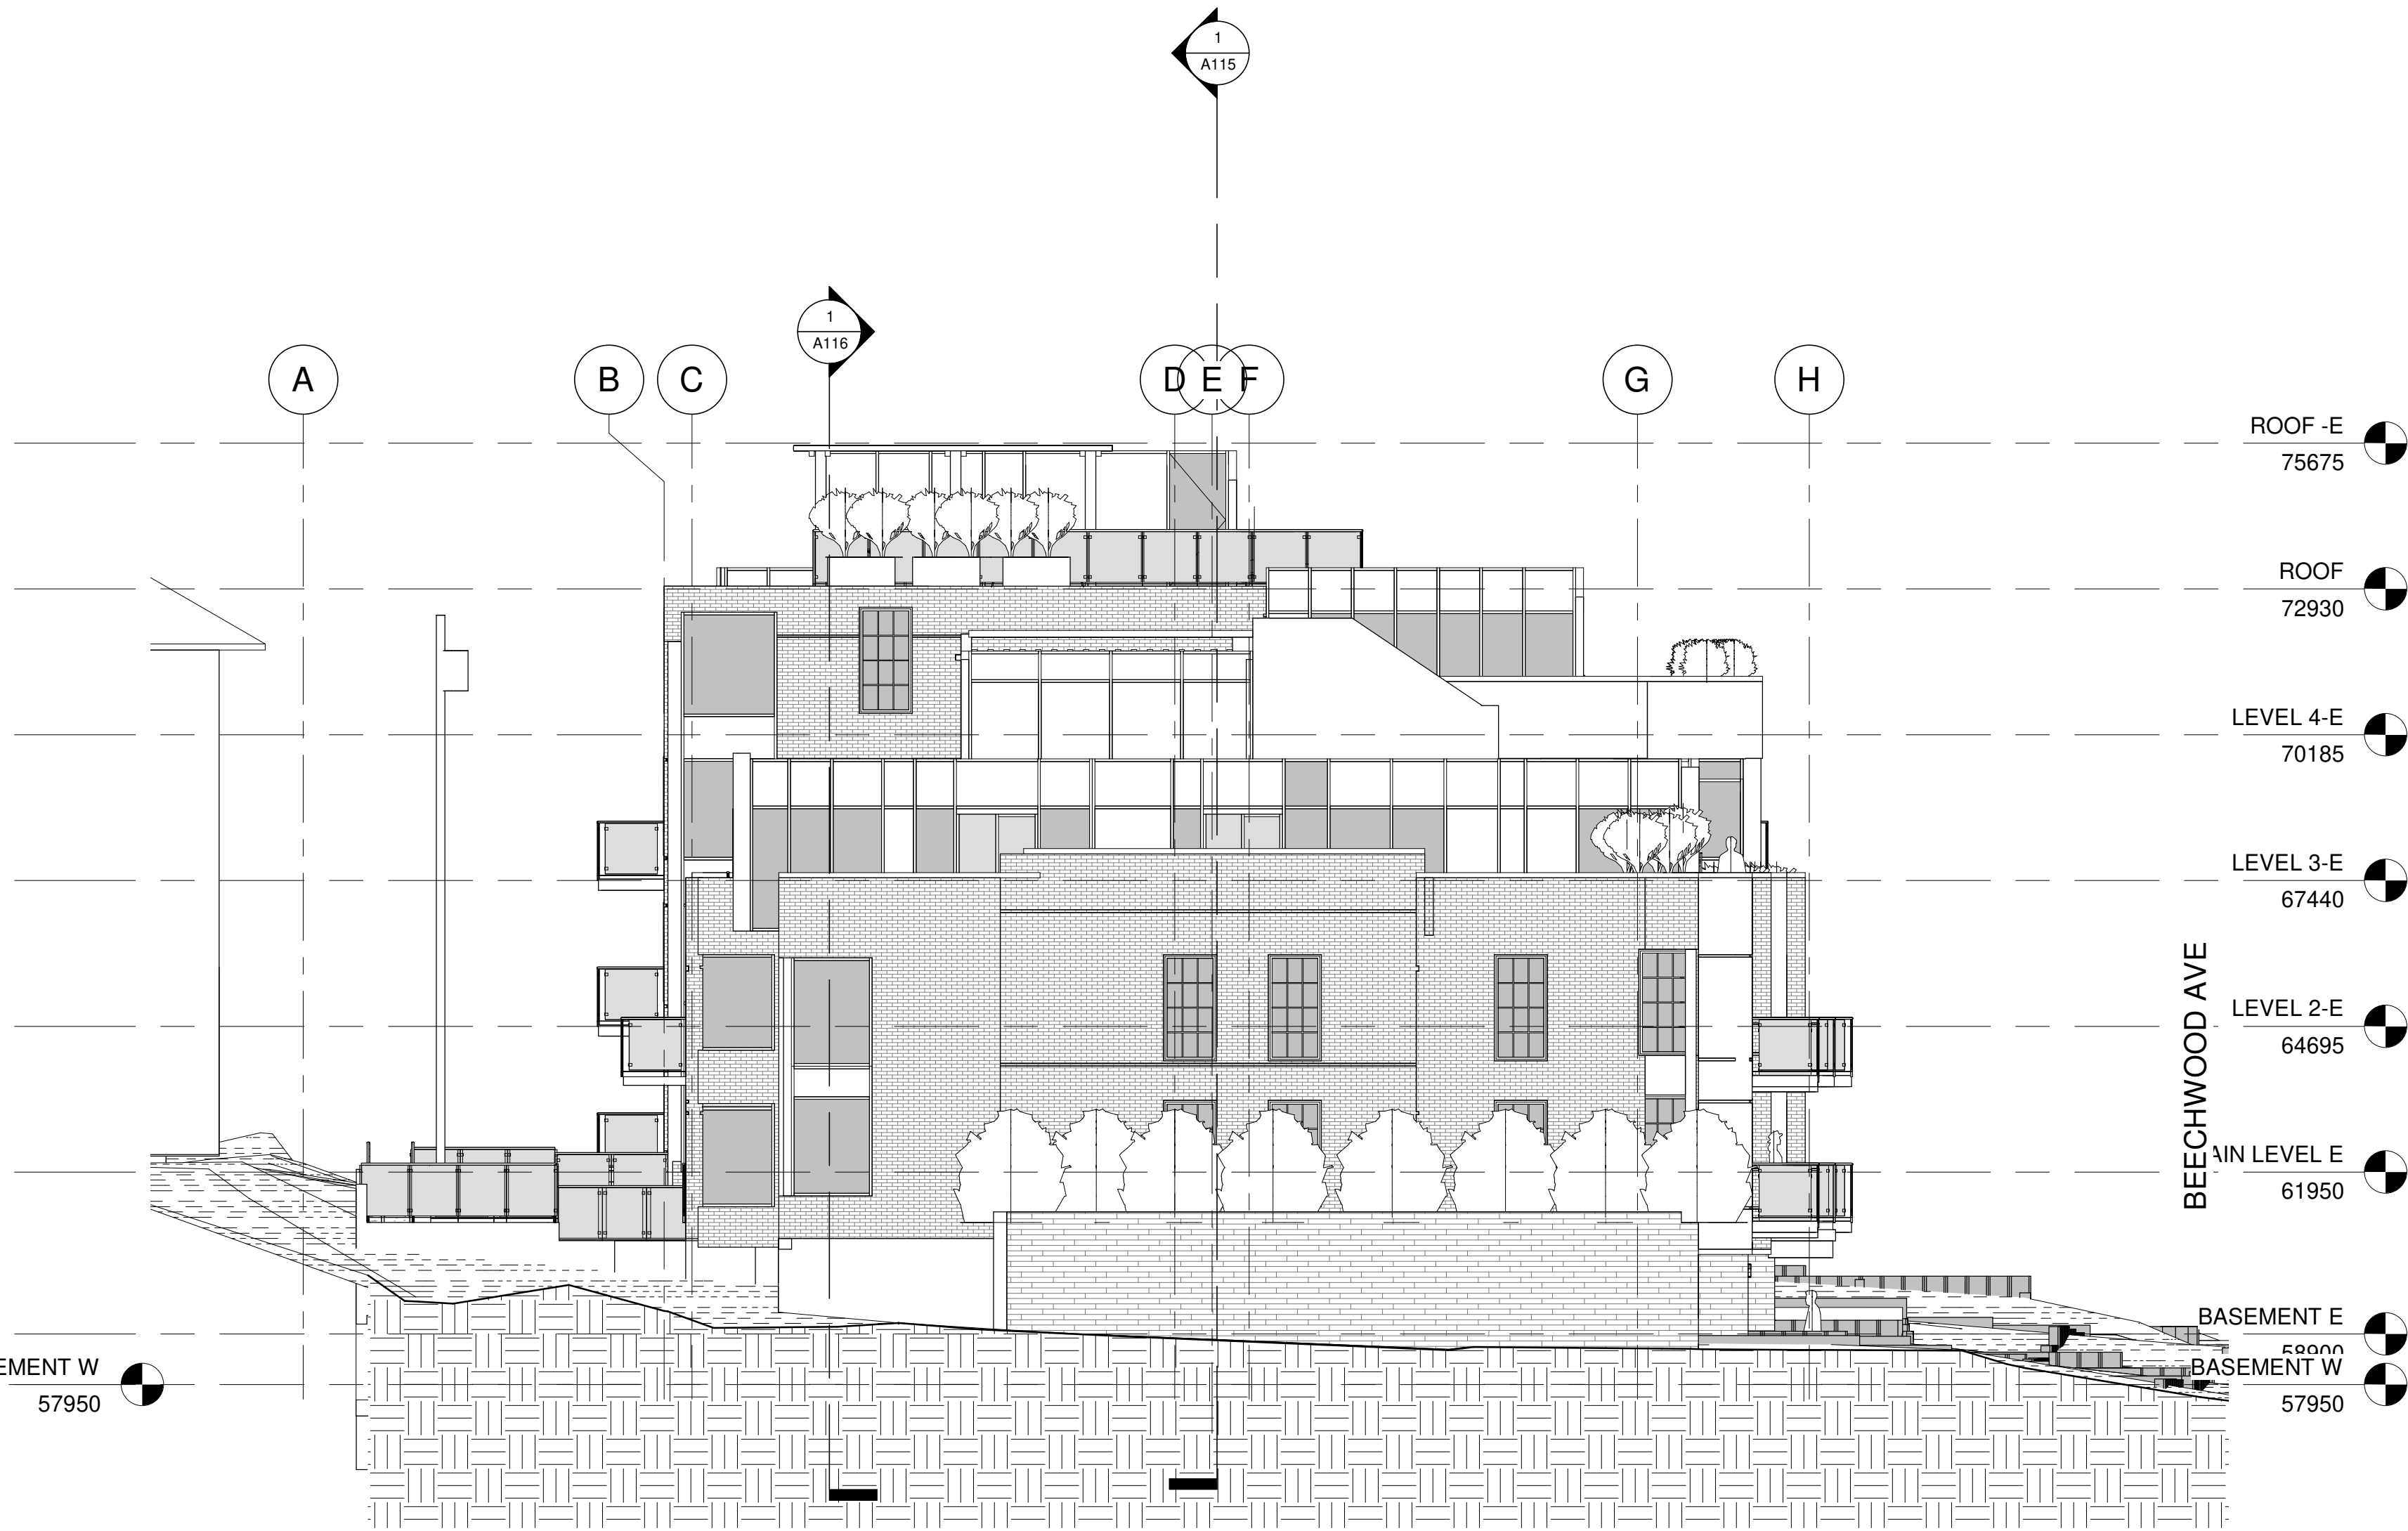 1
A115
1
A116
A
B
C
D
E
F
G
H
ROOF -E
75675
ROOF
72930
LEVEL 4-E
70185
LEVEL 3-E
67440
LEVEL 2-E
64695
BEECHWOOD AVE
AIN LEVEL E
61950
BASEMENT E
58900
EMENT W
57950
BASEMENT W
57950